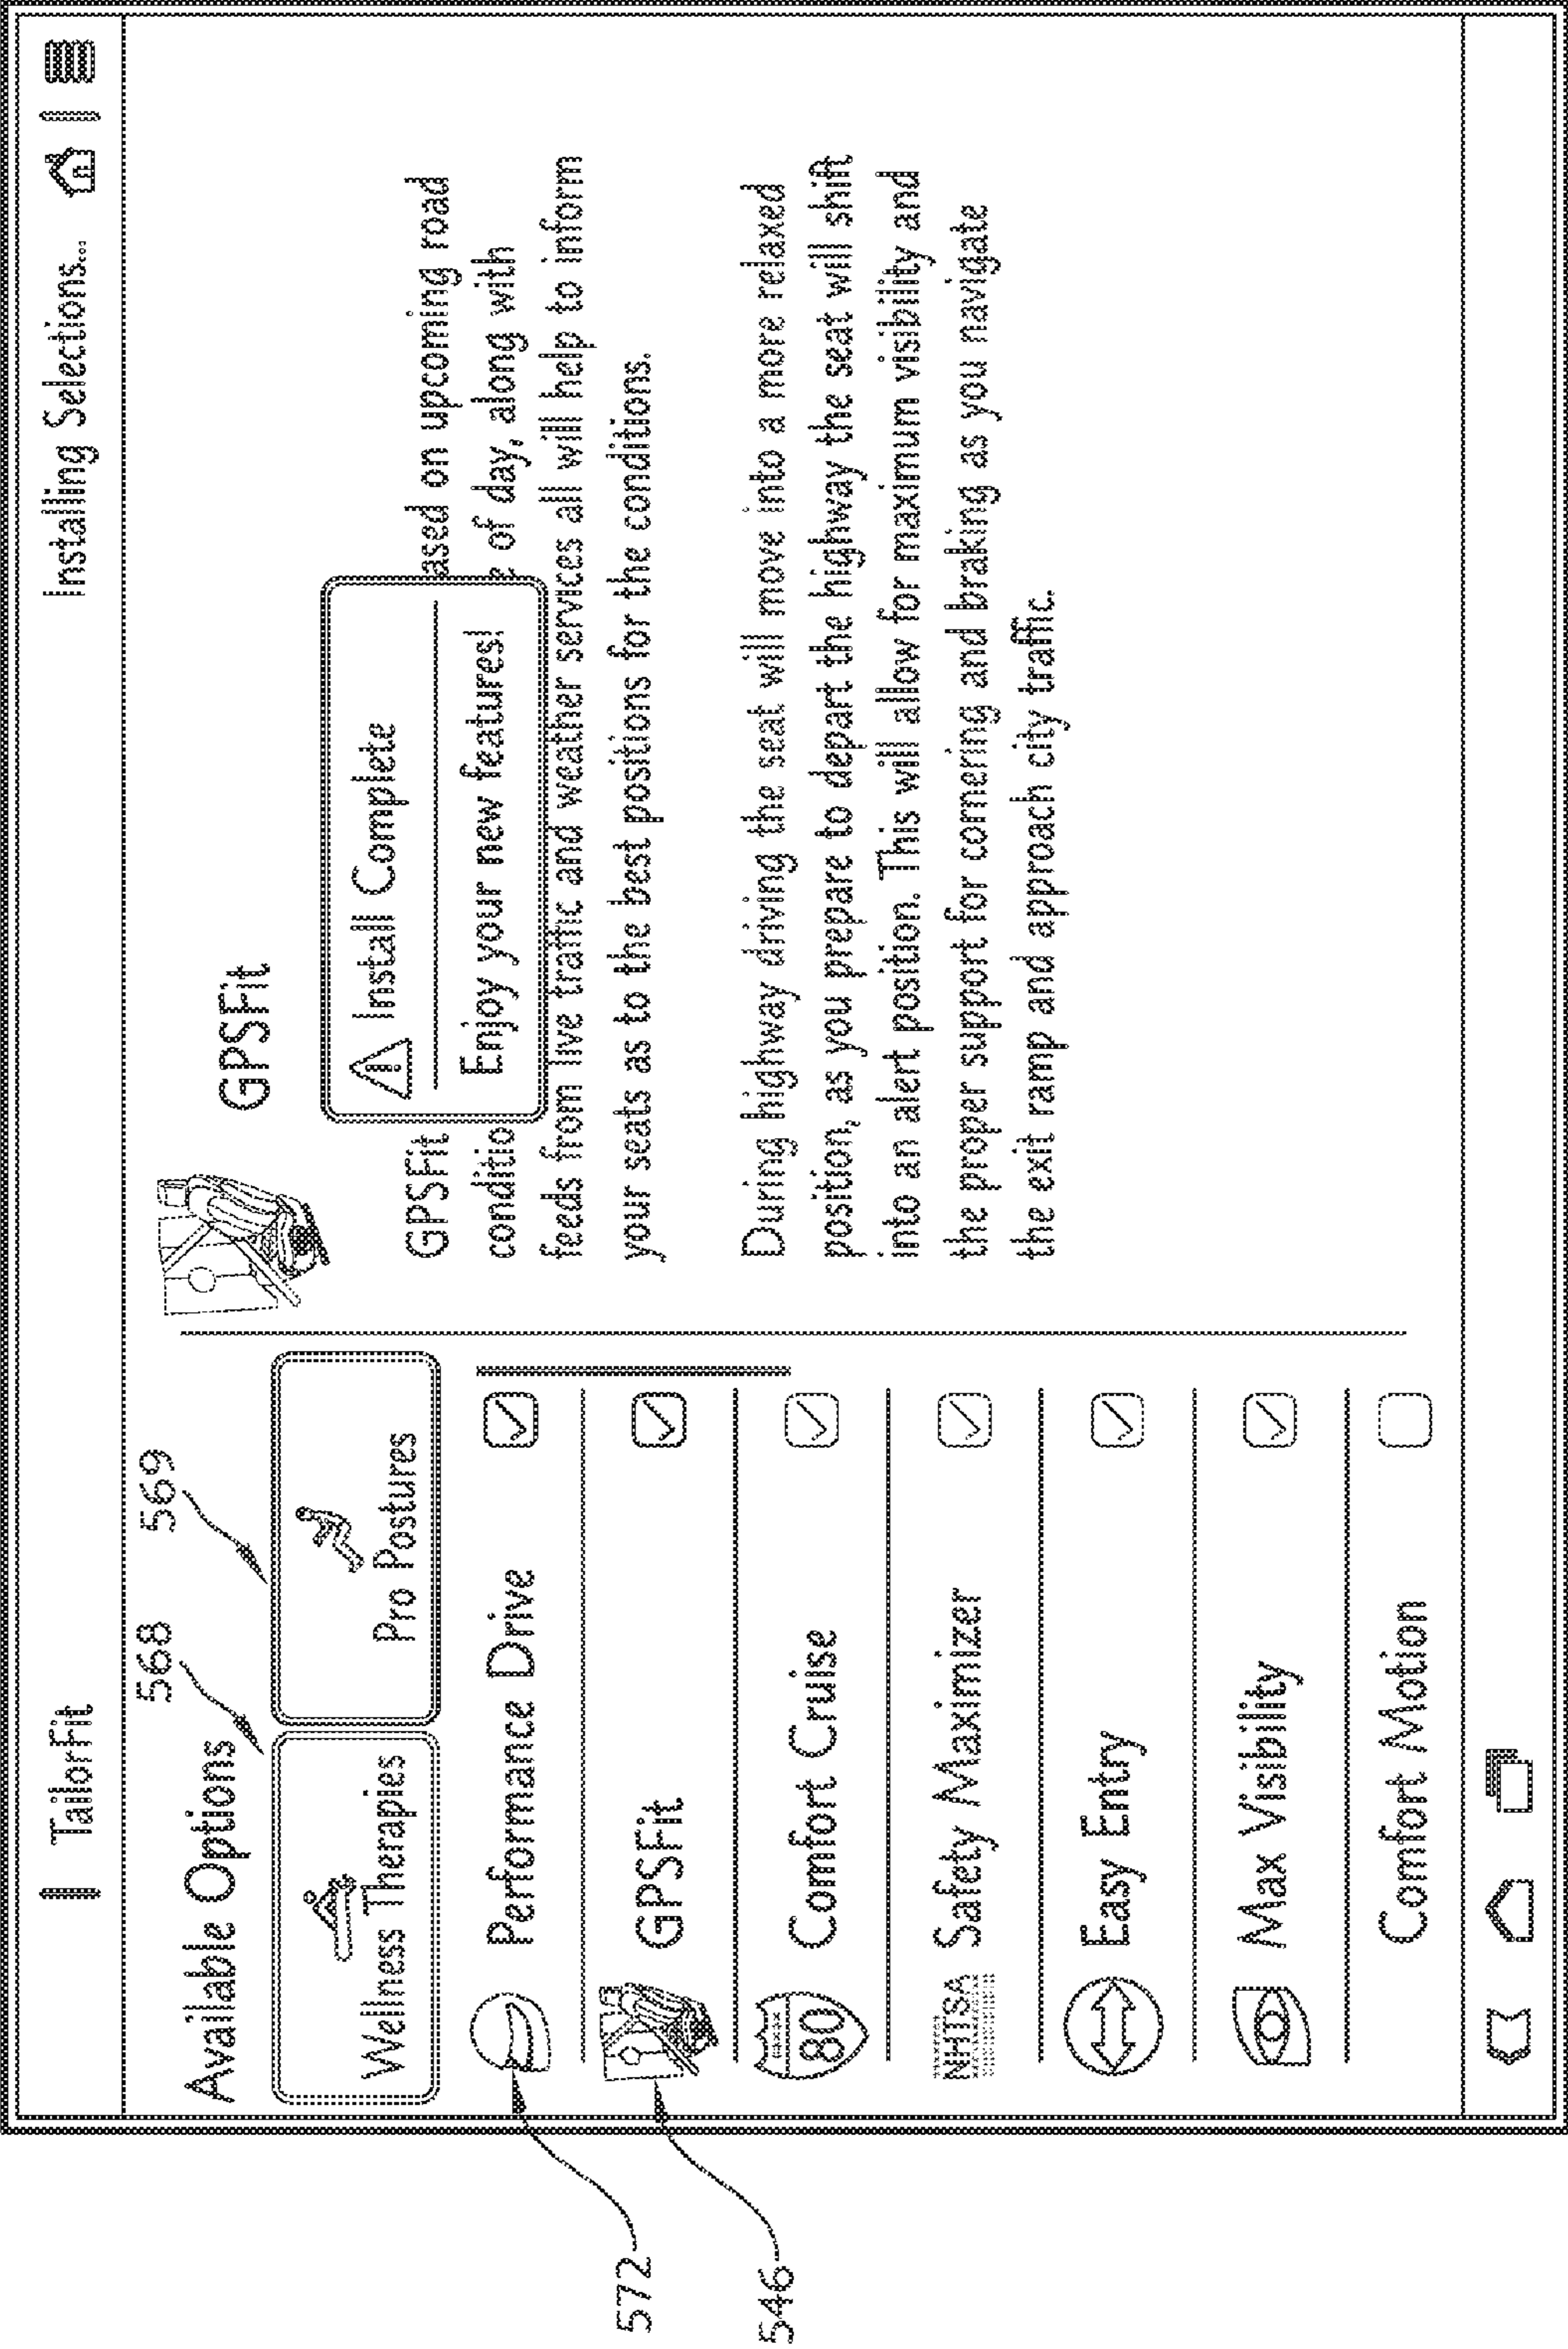 TailorFit
Installing Selections...
Available Options
568
569
Wellness Therapies
Pro Postures
572
Performance Drive
546
GPSFit
80
Comfort Cruise
NHTSA
Safety Maximizer
Easy Entry
Max Visibility
Comfort Motion
GPSFit
Install Complete
Enjoy your new features!
GPSFit ased on upcoming road
conditio of day, along with
feeds from live traffic and weather services all will help to inform
your seats as to the best positions for the conditions.
During highway driving the seat will move into a more relaxed
position, as you prepare to depart the highway the seat will shift
into an alert position. This will allow for maximum visibility and
the proper support for cornering and braking as you navigate
the exit ramp and approach city traffic.